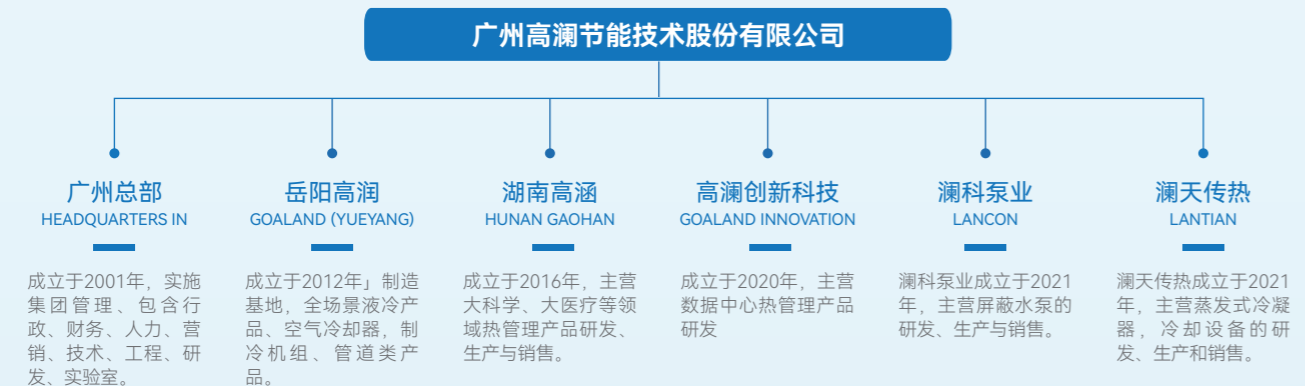 广州高澜节能技术股份有限公司
广州总部
HEADQUARTERS IN
成立于2001年，实施
集团管理、包含行
政、财务、人力、营
销、技术、工程、研
发、实验室。
岳阳高润
GOALAND (YUEYANG)
成立于2012年」制造
基地，全场景液冷产
品、空气冷却器，制
冷机组、管道类产
品。
湖南高涵
HUNAN GAOHAN
成立于2016年，主营
大科学、大医疗等领
域热管理产品研发、
生产与销售。
高澜创新科技
GOALAND INNOVATION
成立于2020年，主营
数据中心热管理产品
研发
澜科泵业
LANCON
澜科泵业成立于2021
年，主营屏蔽水泵的
研发、生产与销售。
澜天传热
LANTIAN
澜天传热成立于2021
年，主营蒸发式冷凝
器，冷却设备的研
发、生产和销售。